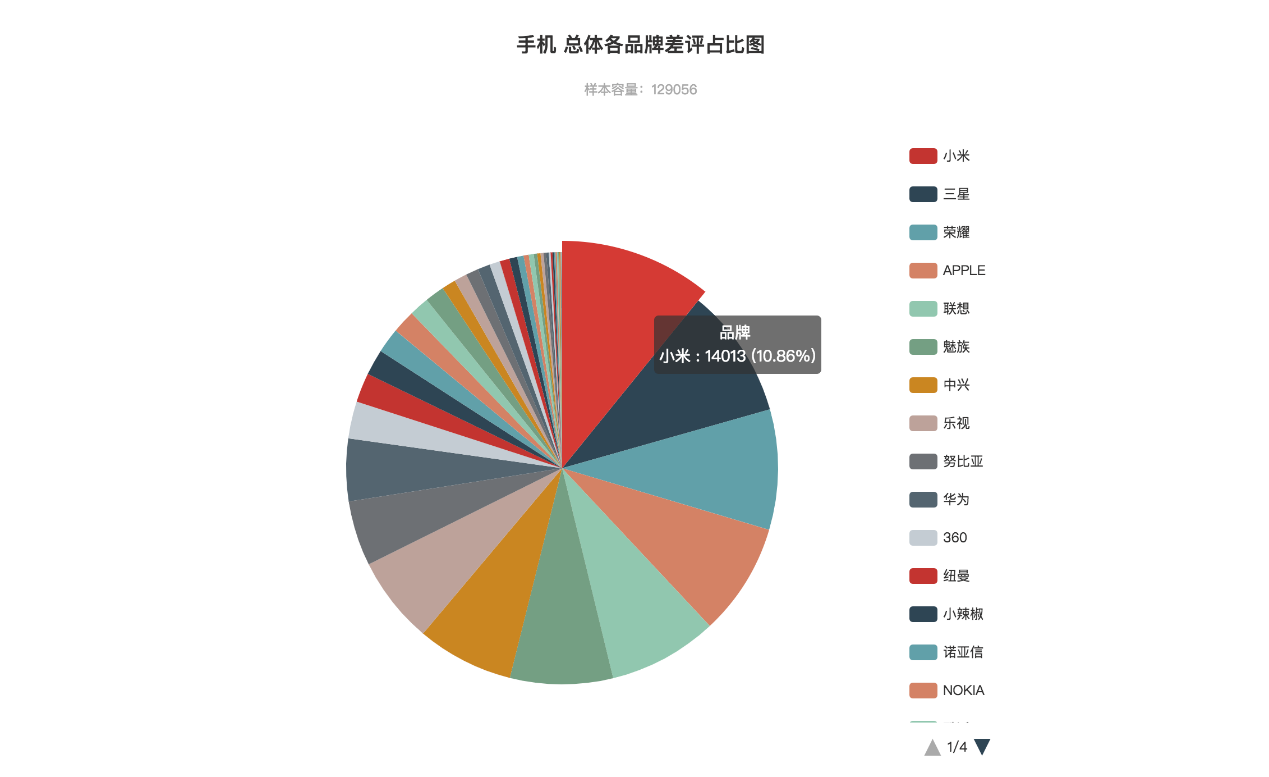 手机 总体各品牌差评占比图
样本容量：129056
小米
三星
荣耀
APPLE
联想
魅族
中兴
乐视
努比亚
华为
360
纽曼
小辣椒
诺亚信
NOKIA
品牌
小米 : 14013 (10.86%)
1/4